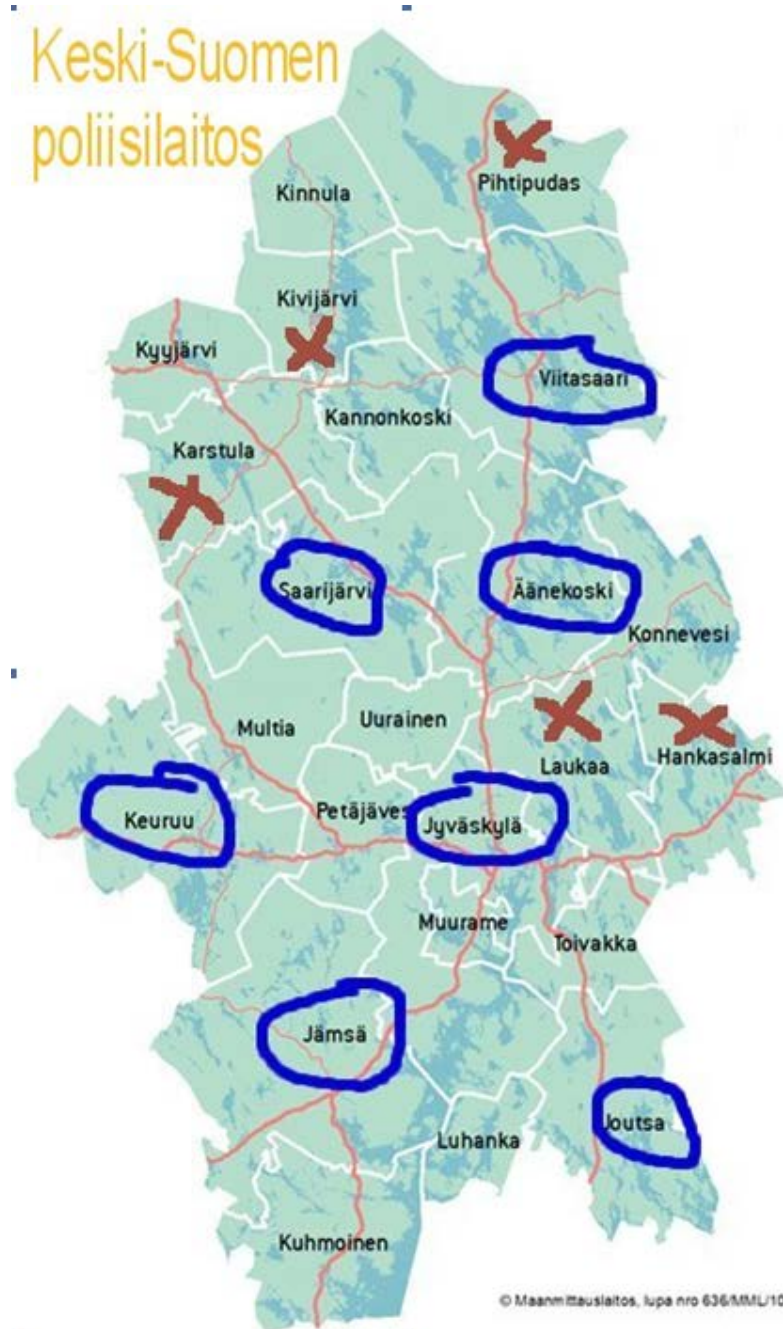 Keski-Suomen
poliisilaitos
Pihtipudas
Kinnula
Kivijärvi
Kyyjärvi
Viitasaari
Kannonkoski
Karstula
Saarijärvi
Äänekoski
Konnevesi
Multia
Uurainen
Laukaa
Hankasalmi
Keuruu
Petäjäves
Jyväskylä
Muurame
Toivakka
Jämsä
Joutsa
Luhanka
Kuhmoinen
© Maanmittauslaitos, lupa nro 636/MML/10